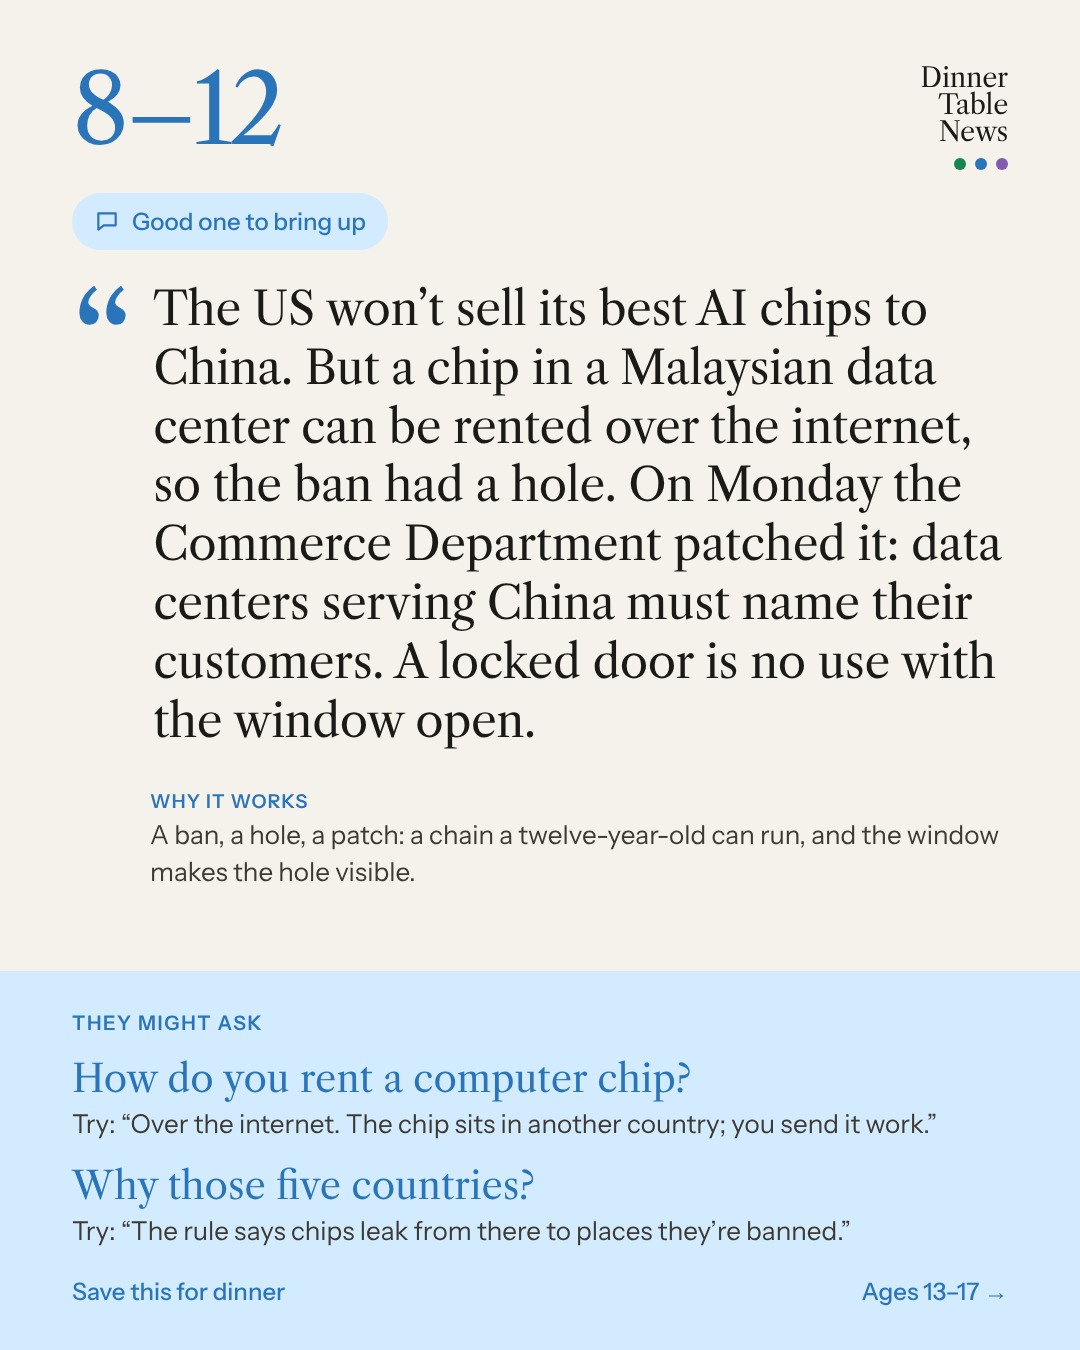 8–12
Dinner
Table
News
Good one to bring up
“The US won’t sell its best AI chips to
China. But a chip in a Malaysian data
center can be rented over the internet,
so the ban had a hole. On Monday the
Commerce Department patched it: data
centers serving China must name their
customers. A locked door is no use with
the window open.
WHY IT WORKS
A ban, a hole, a patch: a chain a twelve-year-old can run, and the window
makes the hole visible.
THEY MIGHT ASK
How do you rent a computer chip?
Try: “Over the internet. The chip sits in another country; you send it work.”
Why those five countries?
Try: “The rule says chips leak from there to places they’re banned.”
Save this for dinner
Ages 13–17 →